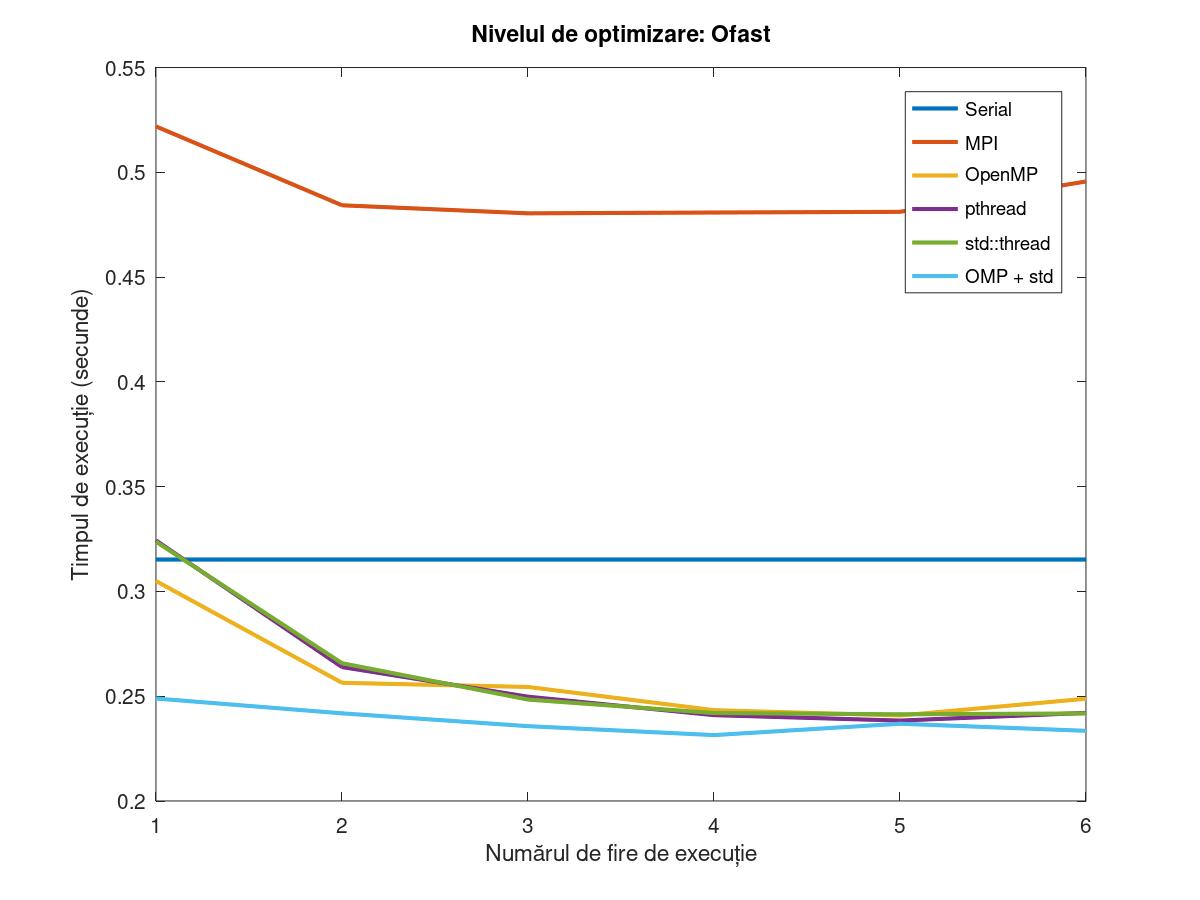 Nivelul de optimizare: Ofast
0.55
0.5
0.45
0.4
0.35
0.3
0.25
0.2
Timpul de execuție (secunde)
Serial
MPI
OpenMP
pthread
std::thread
OMP + std
1 2 3 4 5 6
Numărul de fire de execuție